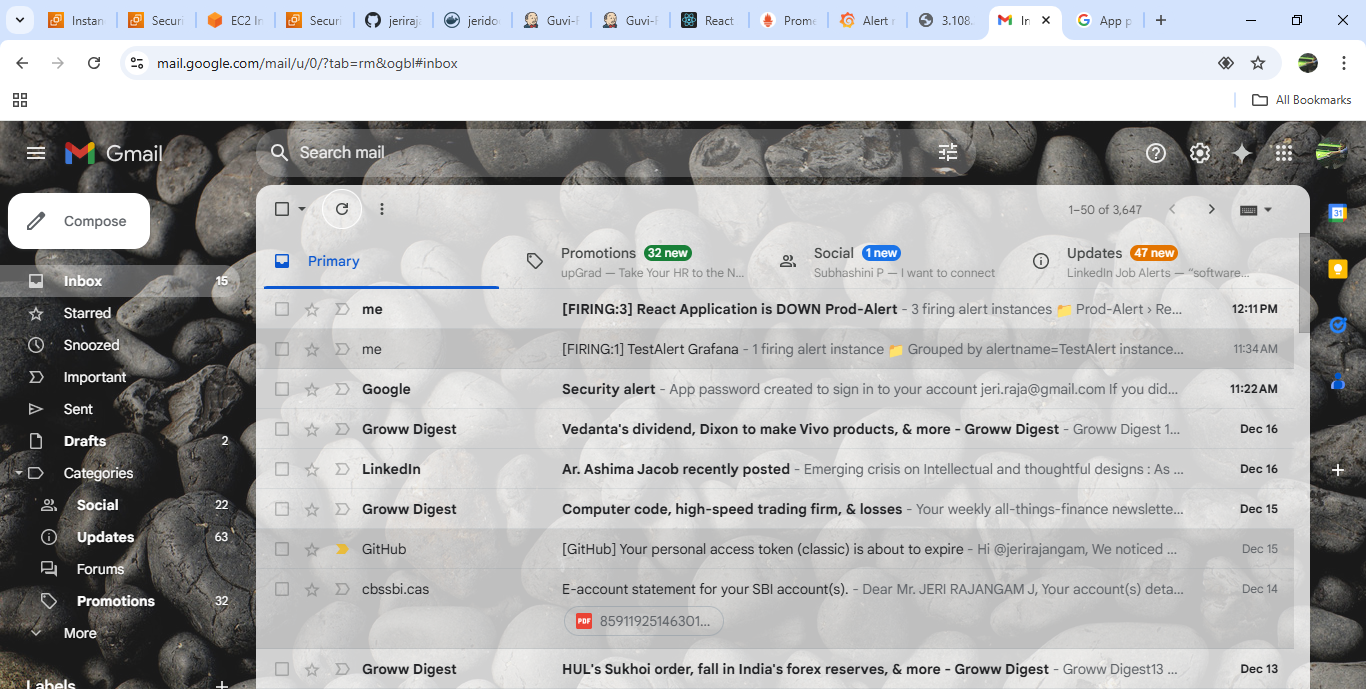 Instan
Securi
EC2 In
Securi
jeriraja
jeridoc
Guvi-P
Guvi-P
React
Prome
Alert r
3.108.
In
App p
mail.google.com/mail/u/0/?tab=rm&ogbl#inbox
All Bookmarks
Gmail
Search mail
Compose
1–50 of 3,647
Primary
Promotions 32 new
upGrad — Take Your HR to the N...
Social 1 new
Subhashini P — I want to connect
Updates 47 new
LinkedIn Job Alerts — “software...
Inbox 15
Starred
Snoozed
Important
Sent
Drafts 2
Categories
Social 22
Updates 63
Forums
Promotions 32
More
Labels
me [FIRING:3] React Application is DOWN Prod-Alert - 3 firing alert instances 📁 Prod-Alert › Re... 12:11 PM
me [FIRING:1] TestAlert Grafana - 1 firing alert instance 📁 Grouped by alertname=TestAlert instance... 11:34 AM
Google Security alert - App password created to sign in to your account jeri.raja@gmail.com If you did... 11:22 AM
Groww Digest Vedanta's dividend, Dixon to make Vivo products, & more - Groww Digest - Groww Digest 1... Dec 16
LinkedIn Ar. Ashima Jacob recently posted - Emerging crisis on Intellectual and thoughtful designs : As ... Dec 16
Groww Digest Computer code, high-speed trading firm, & losses - Your weekly all-things-finance newslette... Dec 15
GitHub [GitHub] Your personal access token (classic) is about to expire - Hi @jerirajangam, We noticed ... Dec 15
cbssbi.cas E-account statement for your SBI account(s). - Dear Mr. JERI RAJANGAM J, Your account(s) deta... Dec 14
PDF 85911925146301...
Groww Digest HUL's Sukhoi order, fall in India's forex reserves, & more - Groww Digest - Groww Digest13 ... Dec 13
31